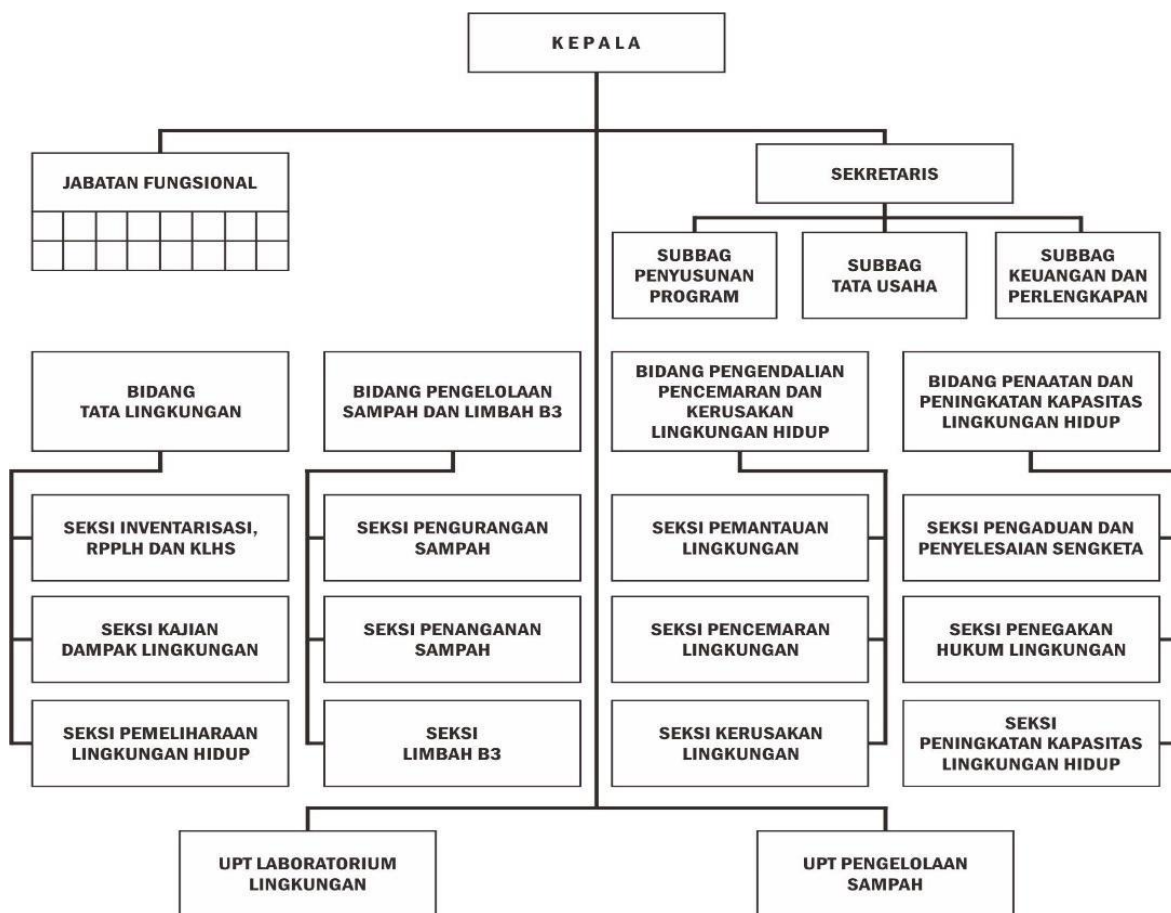 KEPALA
JABATAN FUNGSIONAL
SEKRETARIS
SUBBAG
PENYUSUNAN
PROGRAM
SUBBAG
TATA USAHA
SUBBAG
KEUANGAN DAN
PERLENGKAPAN
BIDANG
TATA LINGKUNGAN
BIDANG PENGELOLAAN
SAMPAH DAN LIMBAH B3
BIDANG PENGENDALIAN
PENCEMARAN DAN
KERUSAKAN
LINGKUNGAN HIDUP
BIDANG PENAATAN DAN
PENINGKATAN KAPASITAS
LINGKUNGAN HIDUP
SEKSI INVENTARISASI,
RPPLH DAN KLHS
SEKSI PENGURANGAN
SAMPAH
SEKSI PEMANTAUAN
LINGKUNGAN
SEKSI PENGADUAN DAN
PENYELESAIAN SENGKETA
SEKSI KAJIAN
DAMPAK LINGKUNGAN
SEKSI PENANGANAN
SAMPAH
SEKSI PENCEMARAN
LINGKUNGAN
SEKSI PENEGAKAN
HUKUM LINGKUNGAN
SEKSI PEMELIHARAAN
LINGKUNGAN HIDUP
SEKSI
LIMBAH B3
SEKSI KERUSAKAN
LINGKUNGAN
SEKSI
PENINGKATAN KAPASITAS
LINGKUNGAN HIDUP
UPT LABORATORIUM
LINGKUNGAN
UPT PENGELOLAAN
SAMPAH